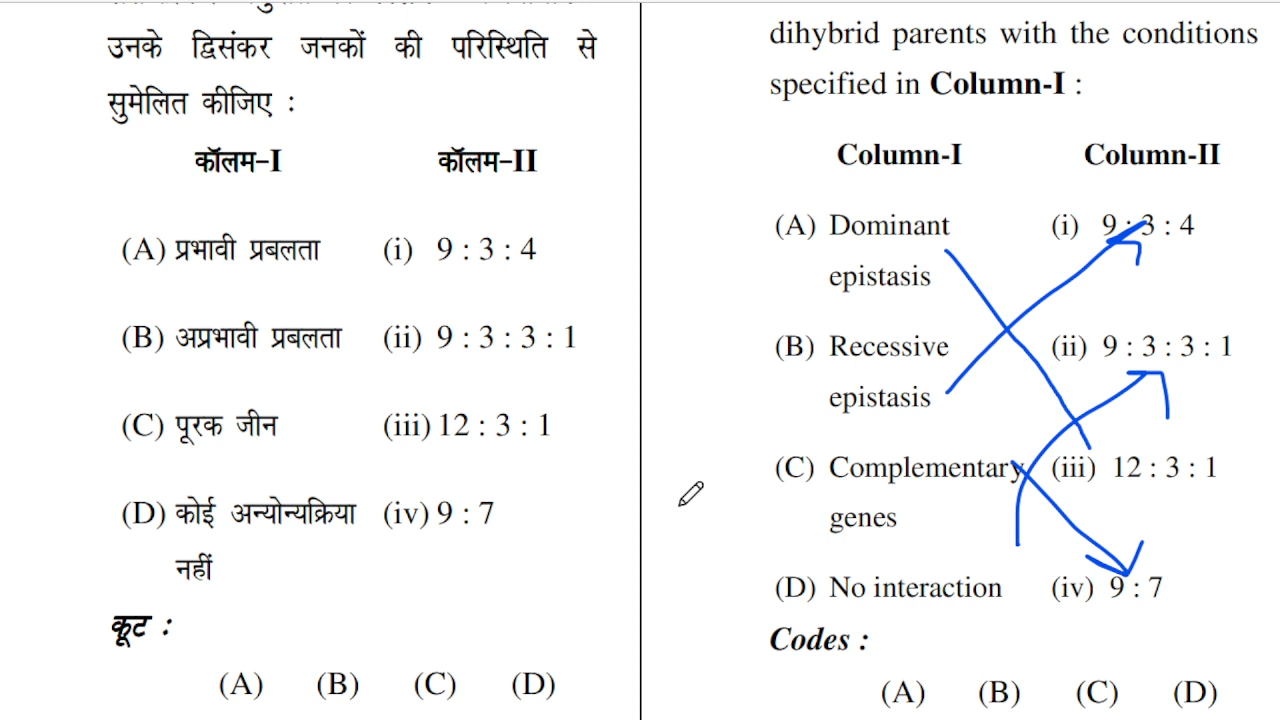 उनके द्विसंकर जनकों की परिस्थिति से
सुमेलित कीजिए :
कॉलम-I कॉलम-II
(A) प्रभावी प्रबलता (i) 9 : 3 : 4
(B) अप्रभावी प्रबलता (ii) 9 : 3 : 3 : 1
(C) पूरक जीन (iii) 12 : 3 : 1
(D) कोई अन्योन्यक्रिया (iv) 9 : 7
नहीं
कूट :
(A) (B) (C) (D)
dihybrid parents with the conditions
specified in Column-I :
Column-I Column-II
(A) Dominant (i) 9 : 3 : 4
epistasis
(B) Recessive (ii) 9 : 3 : 3 : 1
epistasis
(C) Complementary (iii) 12 : 3 : 1
genes
(D) No interaction (iv) 9 : 7
Codes :
(A) (B) (C) (D)